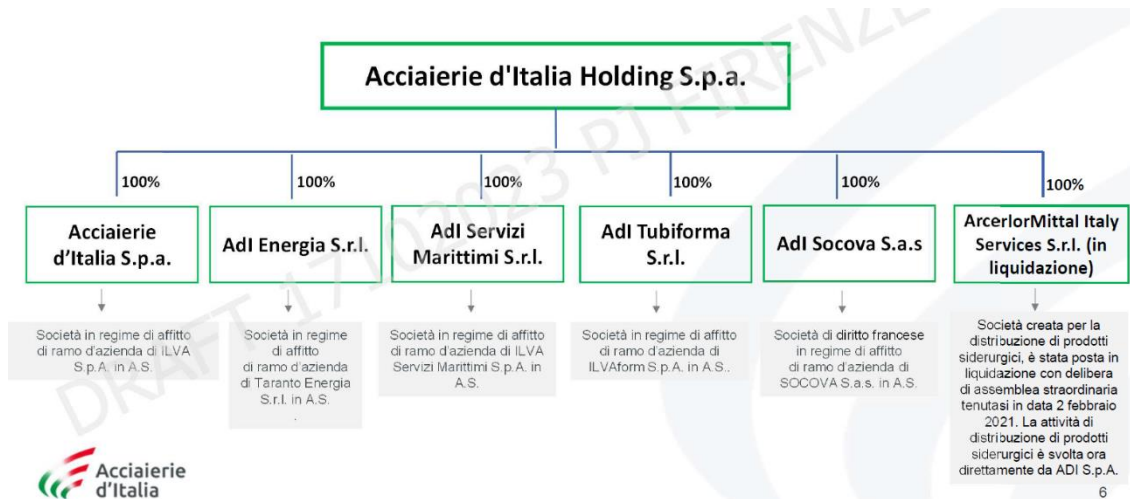 DRAFT 17102023 PJ FIRENZE
Acciaierie d'Italia Holding S.p.a.
100%
100%
100%
100%
100%
100%
Acciaierie
d'Italia S.p.a.
AdI Energia S.r.l.
AdI Servizi
Marittimi S.r.l.
AdI Tubiforma
S.r.l.
AdI Socova S.a.s
ArcerlorMittal Italy
Services S.r.l. (in
liquidazione)
Società in regime di affitto
di ramo d'azienda di ILVA
S.p.A. in A.S.
Società in regime
di affitto
di ramo d'azienda di
Taranto Energia
S.r.l. in A.S.
.
Società in regime di affitto
di ramo d'azienda di ILVA
Servizi Marittimi S.p.A. in
A.S.
Società in regime di affitto
di ramo d'azienda di
ILVAform S.p.A. in A.S..
Società di diritto francese
in regime di affitto di
ramo d'azienda di
SOCOVA S.a.s. in A.S.
Società creata per la
distribuzione di prodotti
siderurgici, è stata posta in
liquidazione con delibera
di assemblea straordinaria
tenutasi in data 2 febbraio
2021. La attività di
distribuzione di prodotti
siderurgici è svolta ora
direttamente da ADI S.p.A.
Acciaierie
d'Italia
6